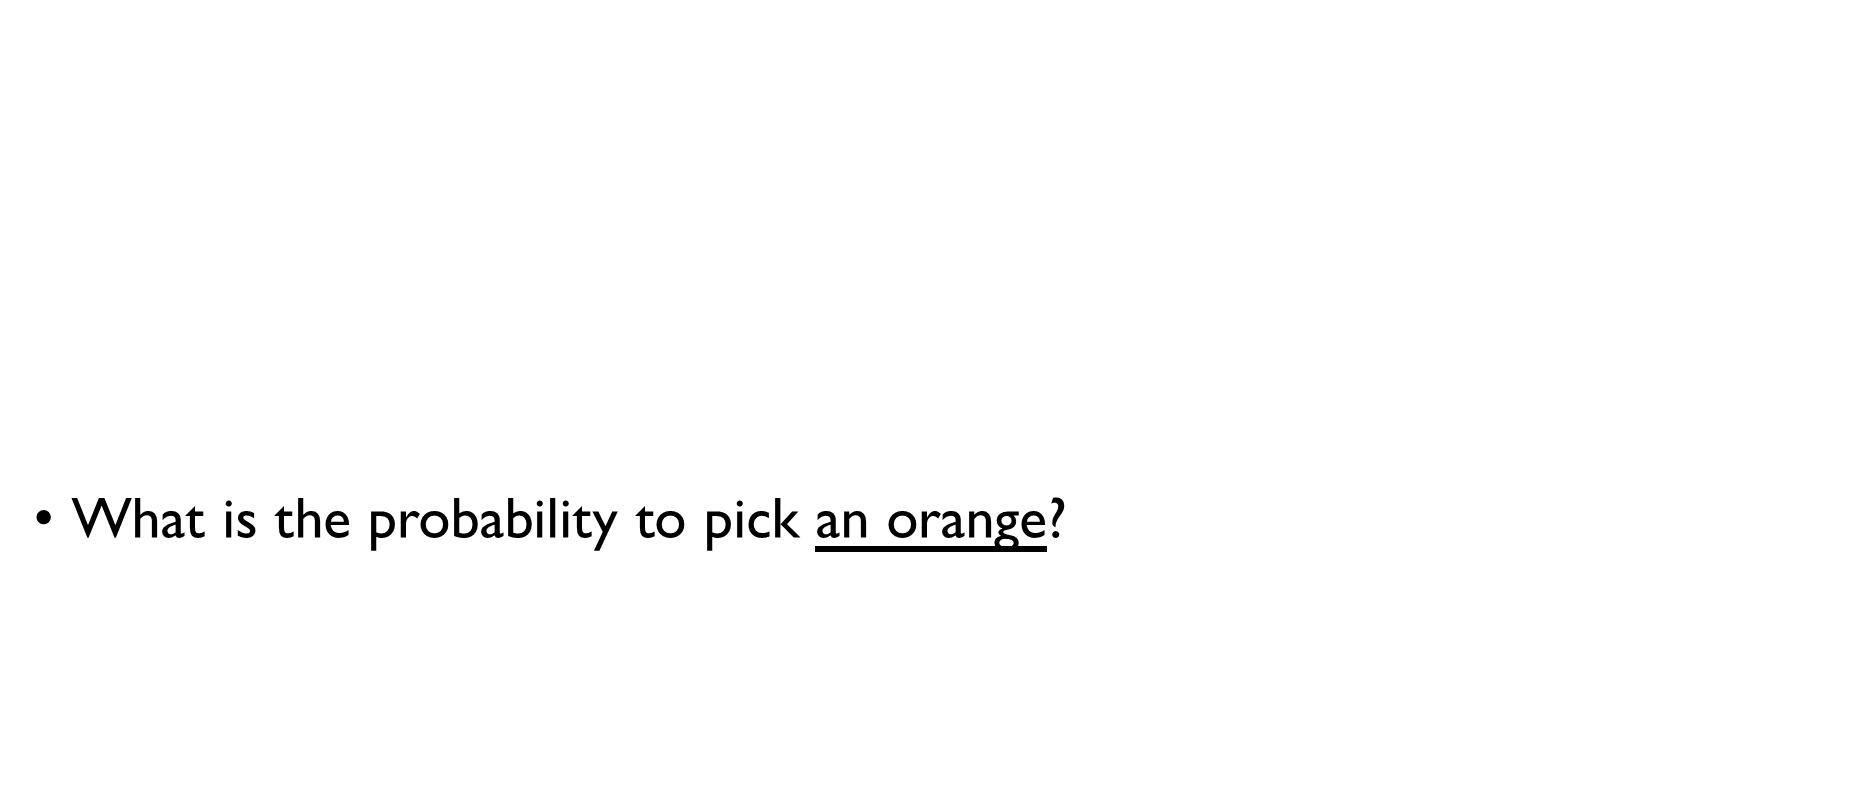 • What is the probability to pick an orange?